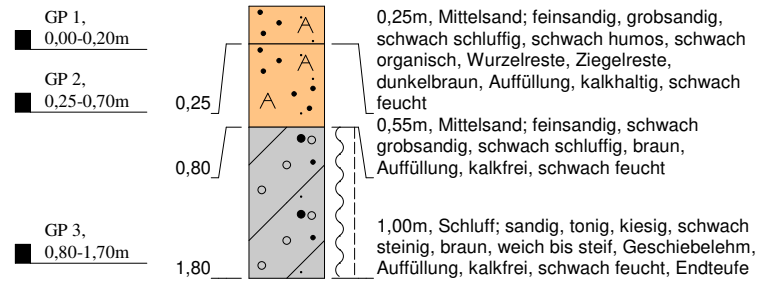 GP 1,
0,00-0,20m
GP 2,
0,25-0,70m
GP 3,
0,80-1,70m
0,25
0,80
1,80
A
A
A
0,25m, Mittelsand; feinsandig, grobsandig,
schwach schluffig, schwach humos, schwach
organisch, Wurzelreste, Ziegelreste,
dunkelbraun, Auffüllung, kalkhaltig, schwach
feucht
0,55m, Mittelsand; feinsandig, schwach
grobsandig, schwach schluffig, braun,
Auffüllung, kalkfrei, schwach feucht
1,00m, Schluff; sandig, tonig, kiesig, schwach
steinig, braun, weich bis steif, Geschiebelehm,
Auffüllung, kalkfrei, schwach feucht, Endteufe